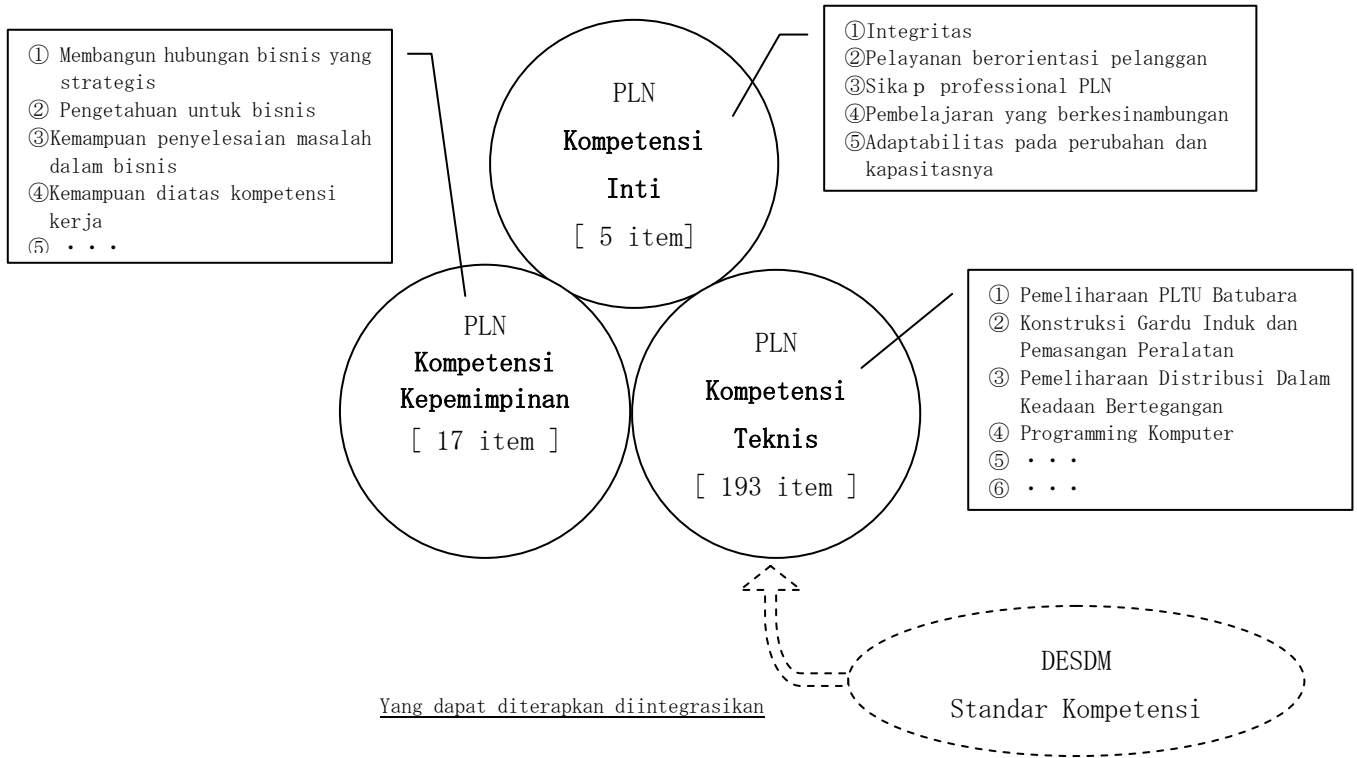 ① Membangun hubungan bisnis yang
strategis
② Pengetahuan untuk bisnis
③Kemampuan penyelesaian masalah
dalam bisnis
④Kemampuan diatas kompetensi
kerja
⑤ ・・・
PLN
Kompetensi
Inti
[ 5 item]
①Integritas
②Pelayanan berorientasi pelanggan
③Sikap professional PLN
④Pembelajaran yang berkesinambungan
⑤Adaptabilitas pada perubahan dan
kapasitasnya
PLN
Kompetensi
Kepemimpinan
[ 17 item ]
PLN
Kompetensi
Teknis
[ 193 item ]
① Pemeliharaan PLTU Batubara
② Konstruksi Gardu Induk dan
Pemasangan Peralatan
③ Pemeliharaan Distribusi Dalam
Keadaan Bertegangan
④ Programming Komputer
⑤ ・・・
⑥ ・・・
Yang dapat diterapkan diintegrasikan
DESDM
Standar Kompetensi